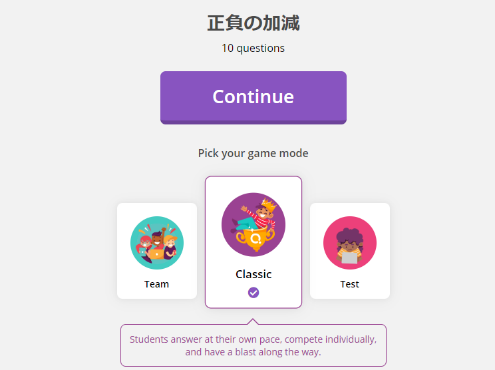 正負の加減
10 questions
Continue
Pick your game mode
Team
Classic
Test
Students answer at their own pace, compete individually,
and have a blast along the way.